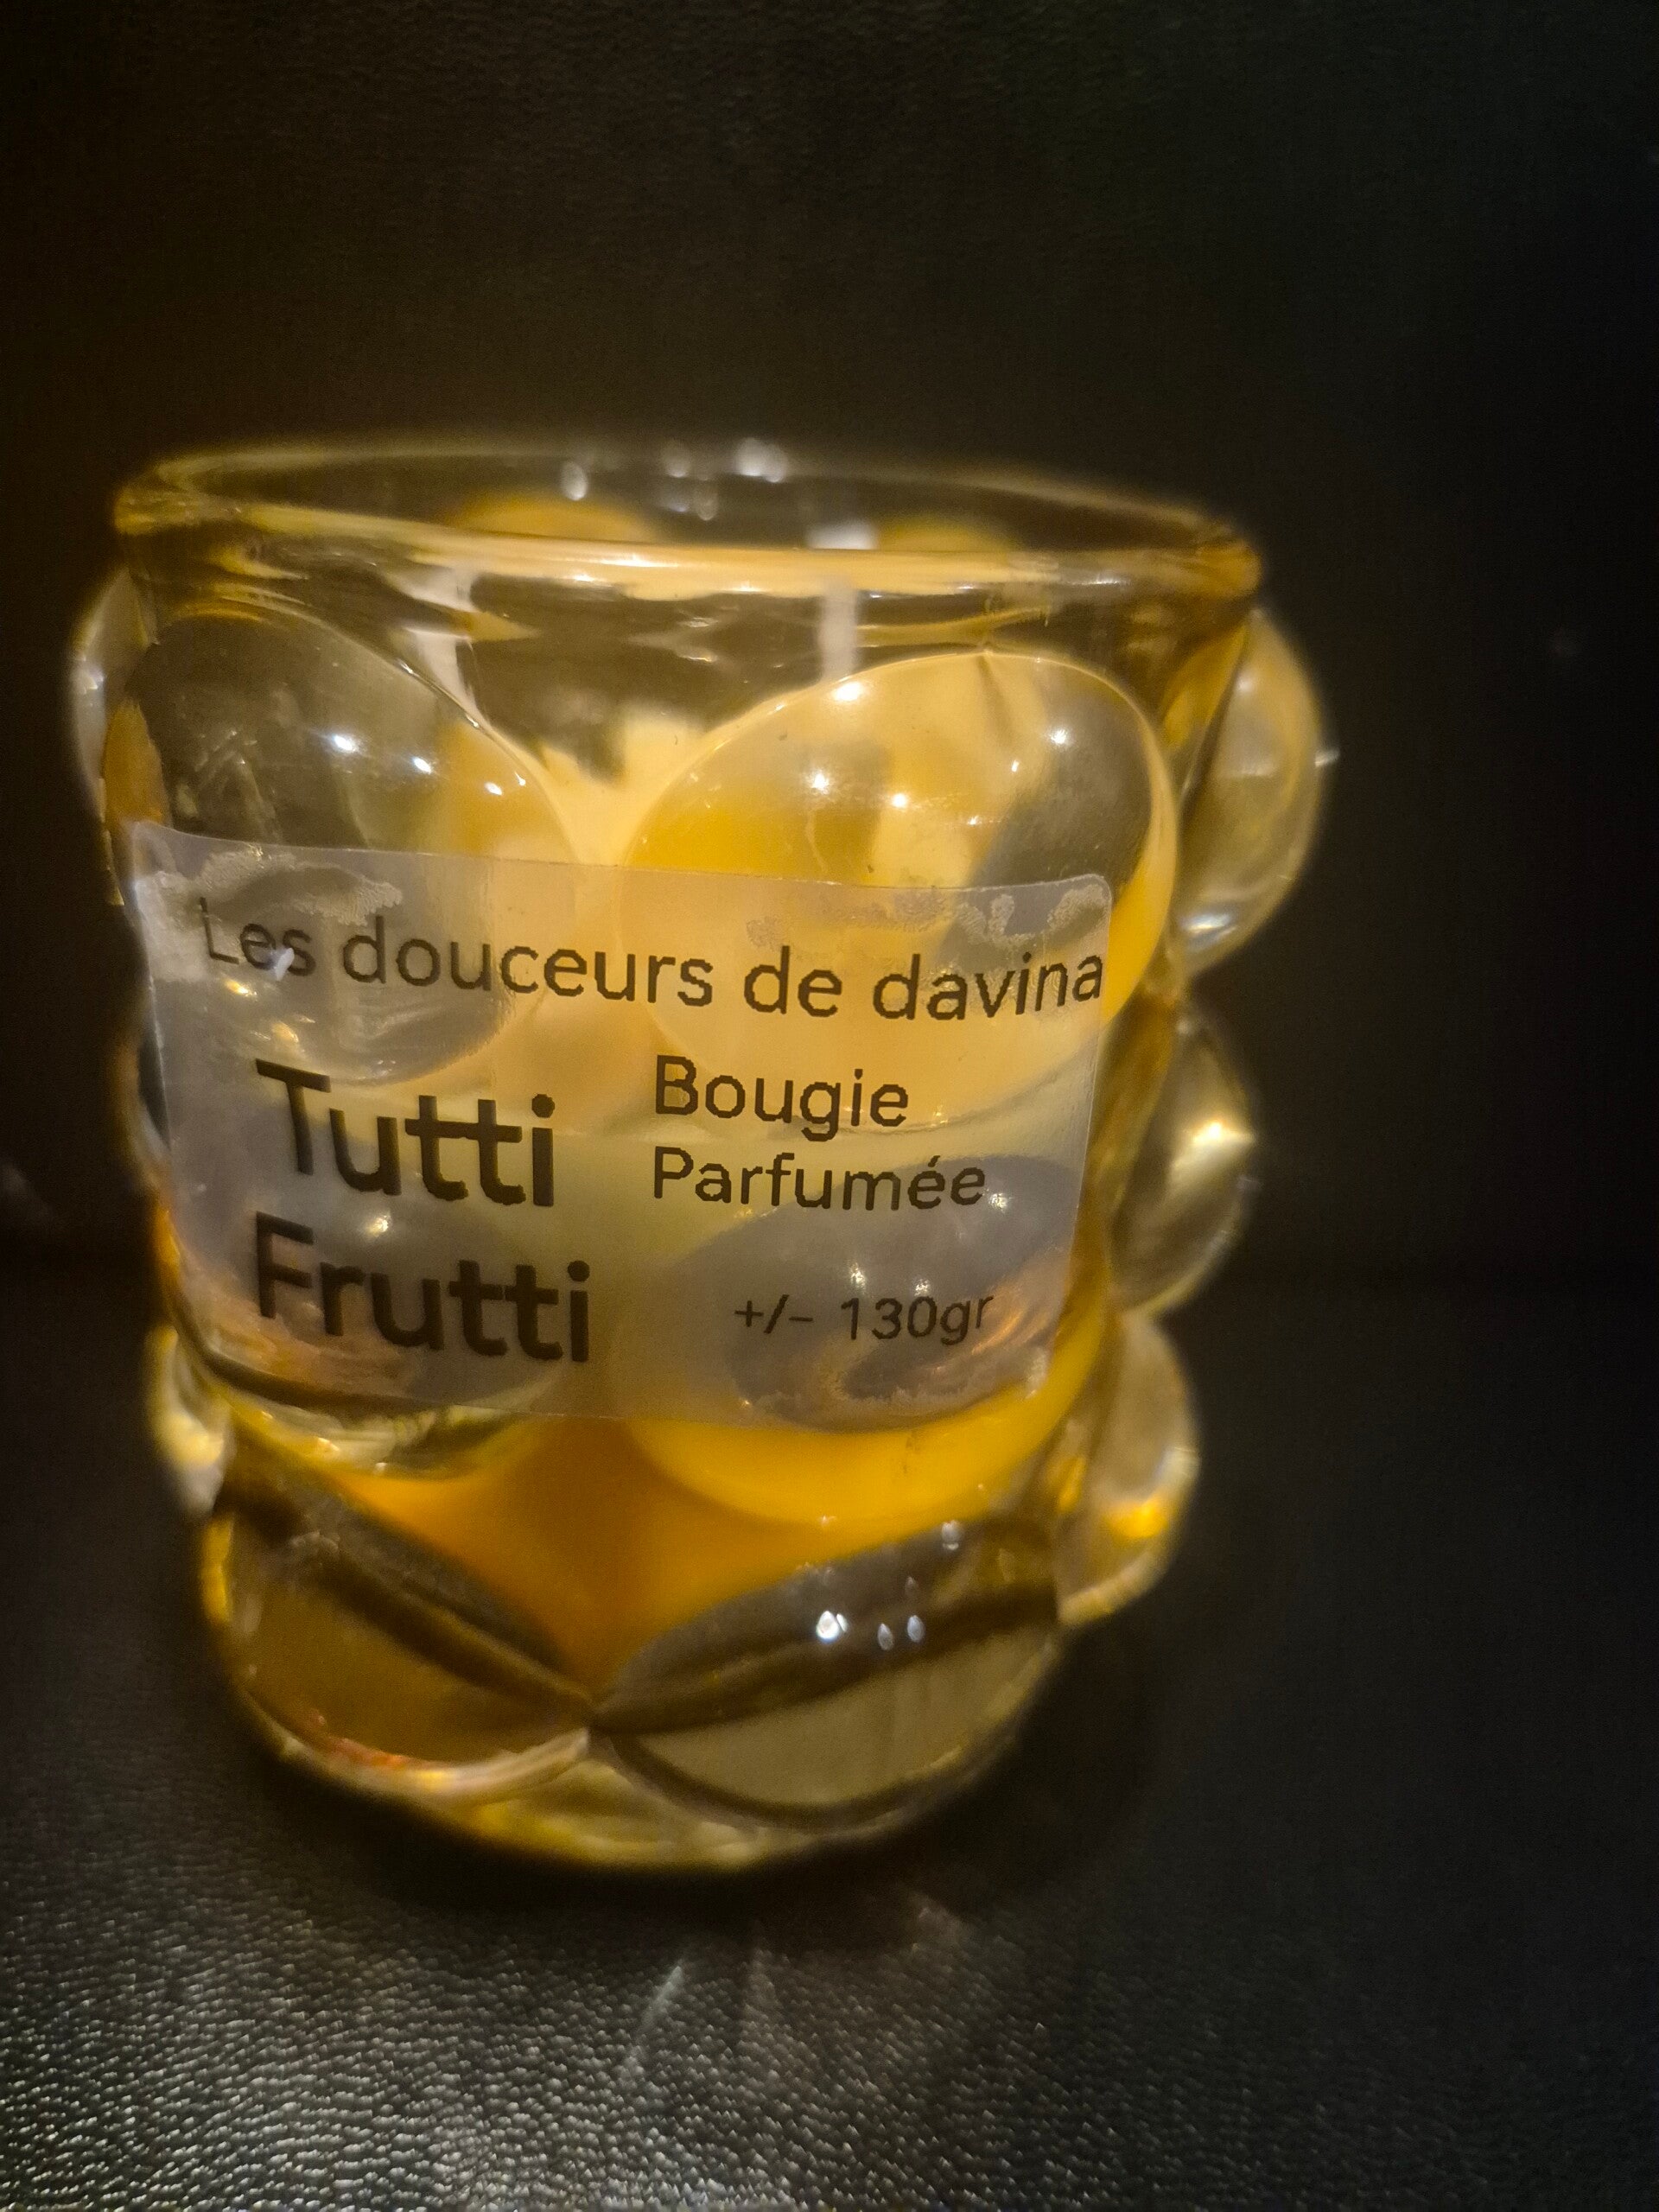 Les douceurs de davina
Tutti
Frutti
Bougie
Parfumée
+/- 130gr